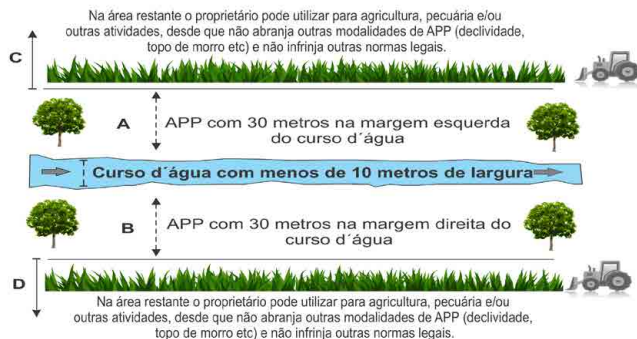 Na área restante o proprietário pode utilizar para agricultura, pecuária e/ou
outras atividades, desde que não abranja outras modalidades de APP (declividade,
topo de morro etc) e não infrinja outras normas legais.
C
A
APP com 30 metros na margem esquerda
do curso d´água
Curso d´água com menos de 10 metros de largura
B
APP com 30 metros na margem direita do
curso d´água
D
Na área restante o proprietário pode utilizar para agricultura, pecuária e/ou
outras atividades, desde que não abranja outras modalidades de APP (declividade,
topo de morro etc) e não infrinja outras normas legais.